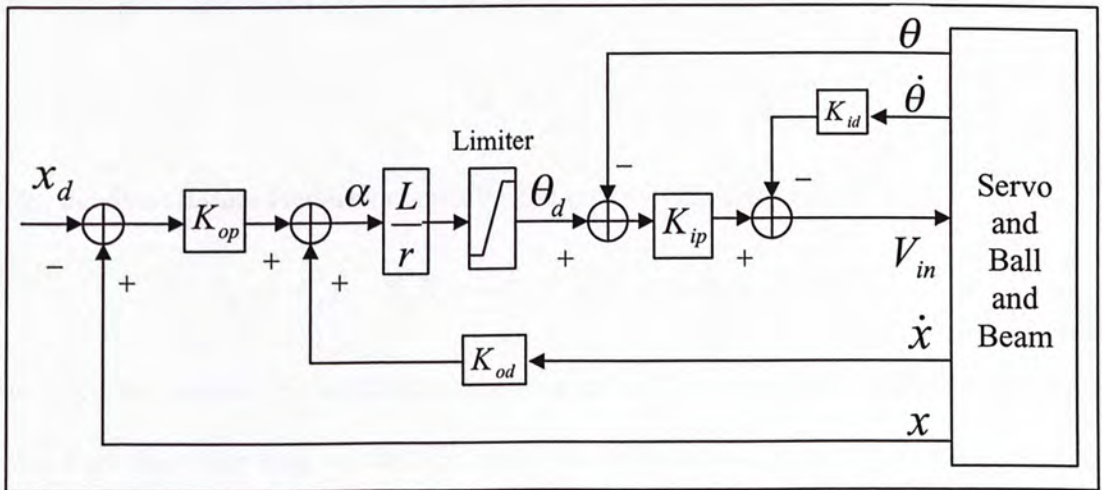 θ
θ̇
K_id
Limiter
−
−
x_d
K_op
α
L
r
θ_d
K_ip
Servo
and
Ball
and
Beam
−
+
+
+
+
+
V_in
ẋ
K_od
x